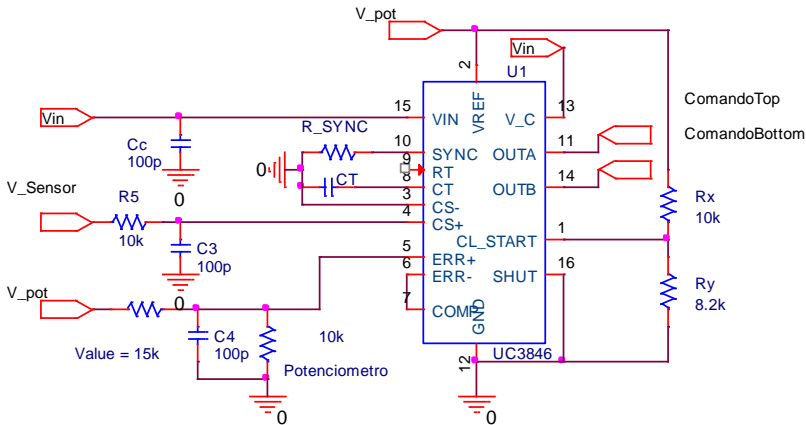 V_pot
Vin
2
U1
Vin
15
VIN
VREF
V_C
13
ComandoTop
Cc
100p
R_SYNC
10
SYNC
OUTA
11
ComandoBottom
0
9
RT
8
CT
CT
OUTB
14
0
V_Sensor
R5
10k
3
CS-
4
CS+
Rx
10k
C3
100p
CL_START
1
5
ERR+
6
ERR-
SHUT
16
Ry
8.2k
V_pot
0
7
COMP
GND
12
UC3846
Value = 15k
C4
100p
10k
Potenciometro
0
0